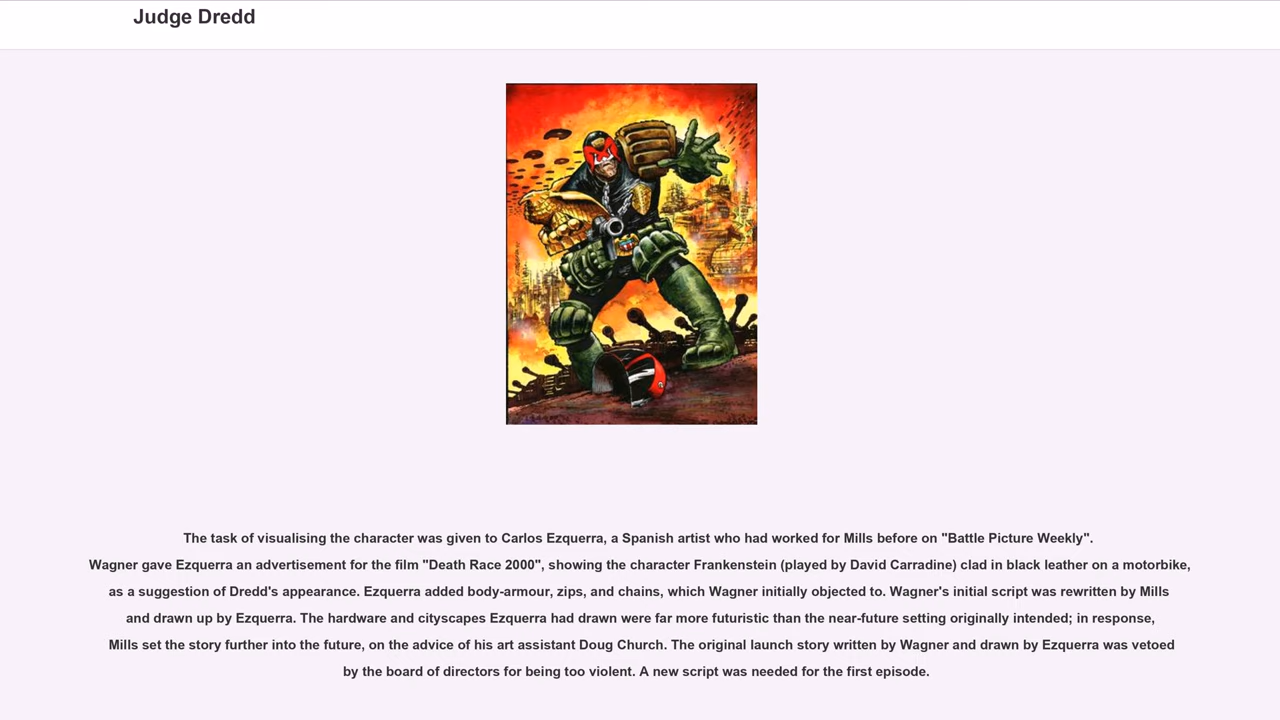 Judge Dredd
The task of visualising the character was given to Carlos Ezquerra, a Spanish artist who had worked for Mills before on "Battle Picture Weekly".
Wagner gave Ezquerra an advertisement for the film "Death Race 2000", showing the character Frankenstein (played by David Carradine) clad in black leather on a motorbike,
as a suggestion of Dredd's appearance. Ezquerra added body-armour, zips, and chains, which Wagner initially objected to. Wagner's initial script was rewritten by Mills
and drawn up by Ezquerra. The hardware and cityscapes Ezquerra had drawn were far more futuristic than the near-future setting originally intended; in response,
Mills set the story further into the future, on the advice of his art assistant Doug Church. The original launch story written by Wagner and drawn by Ezquerra was vetoed
by the board of directors for being too violent. A new script was needed for the first episode.